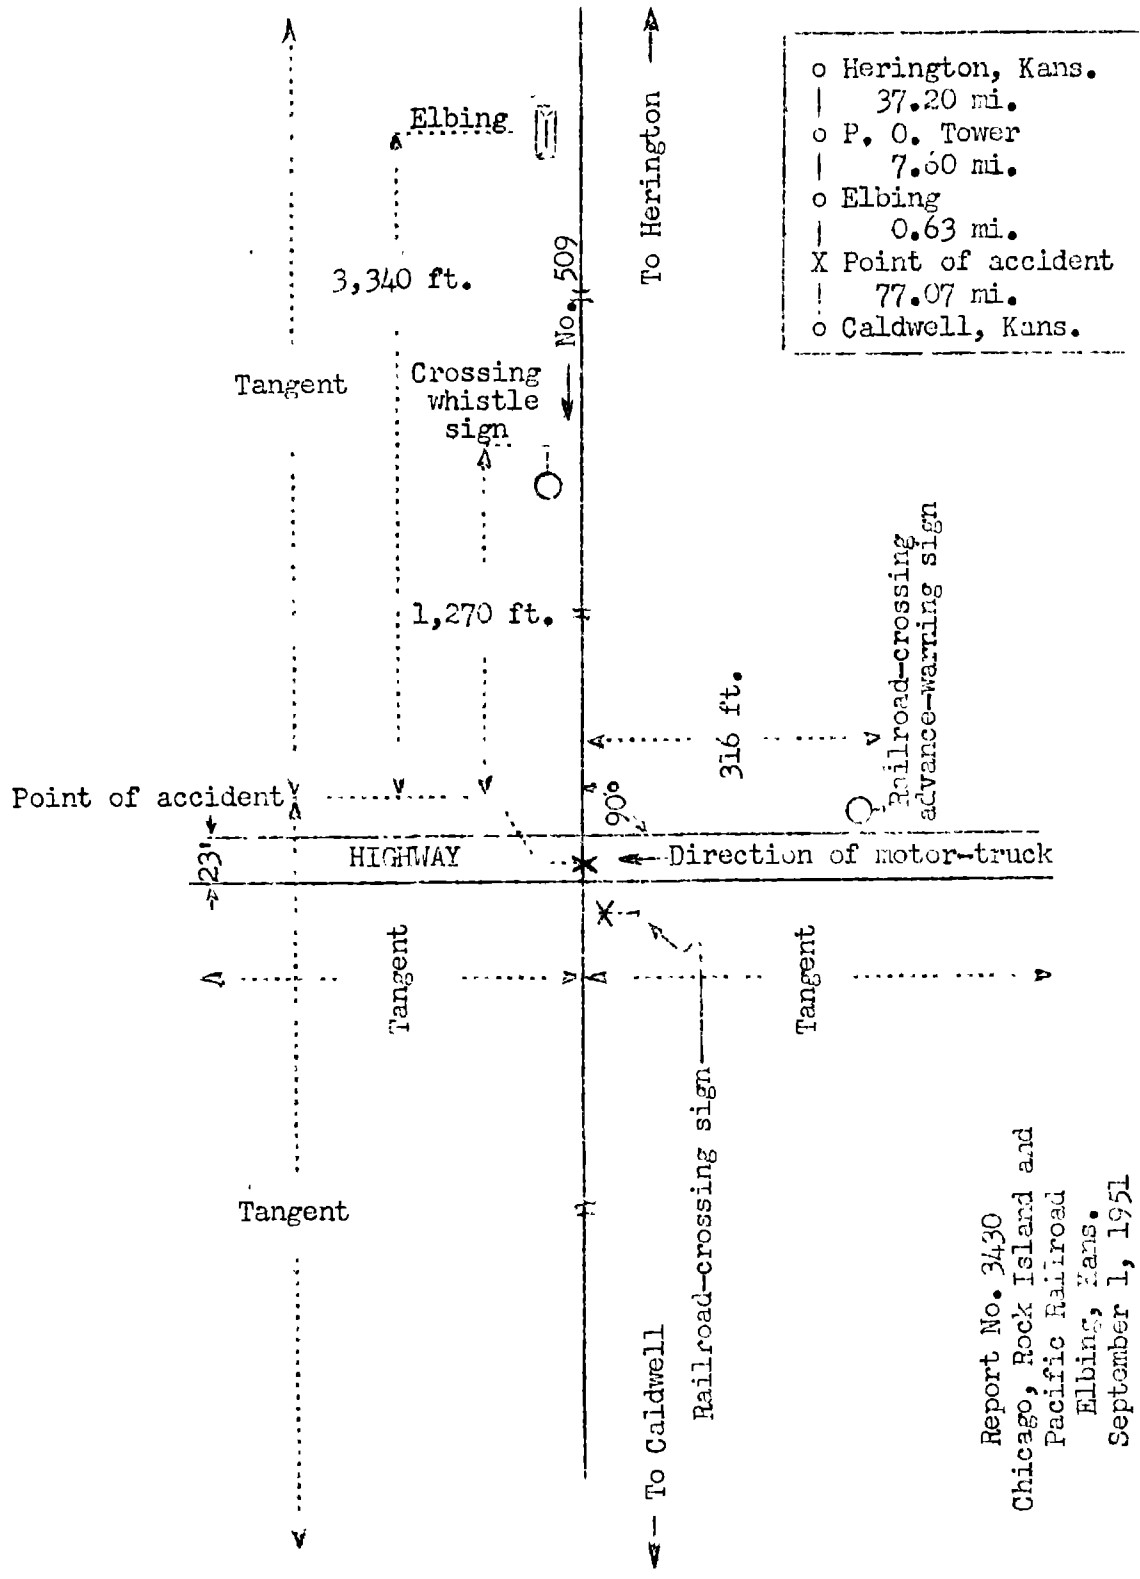 Elbing
To Herington
o Herington, Kans.
37.20 mi.
o P. O. Tower
7.60 mi.
o Elbing
0.63 mi.
X Point of accident
77.07 mi.
o Caldwell, Kans.
3,340 ft.
No. 509
Tangent
Crossing
whistle
sign
1,270 ft.
316 ft.
Railroad-crossing
advance-warning sign
Point of accident
90°
23'
HIGHWAY
Direction of motor-truck
Tangent
Tangent
Railroad-crossing sign
Tangent
To Caldwell
Report No. 3430
Chicago, Rock Island and
Pacific Railroad
Elbing, Kans.
September 1, 1951